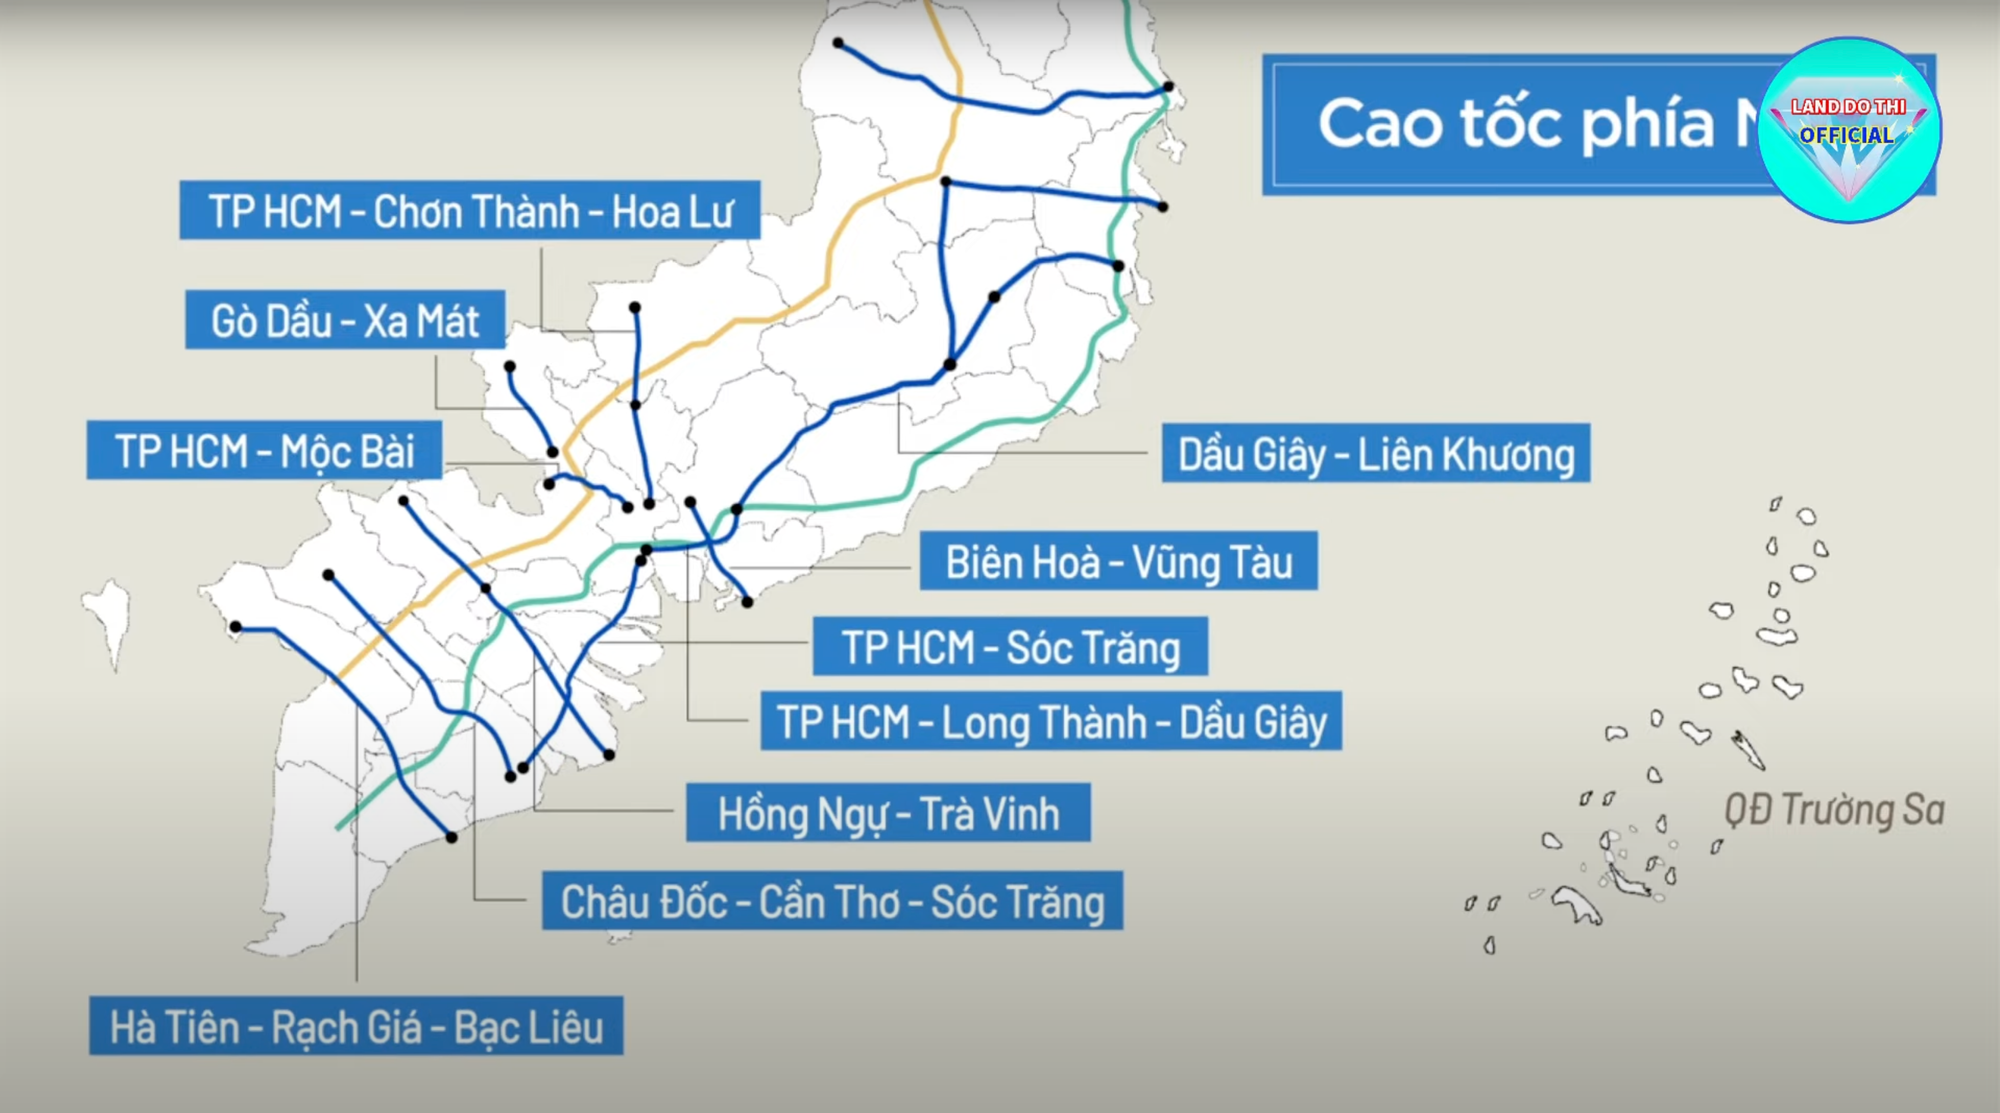 Cao tốc phía
LAND DO THI
OFFICIAL
TP HCM - Chơn Thành - Hoa Lư
Gò Dầu - Xa Mát
TP HCM - Mộc Bài
Dầu Giây - Liên Khương
Biên Hoà - Vũng Tàu
TP HCM - Sóc Trăng
TP HCM - Long Thành - Dầu Giây
Hồng Ngự - Trà Vinh
QĐ Trường Sa
Châu Đốc - Cần Thơ - Sóc Trăng
Hà Tiên - Rạch Giá - Bạc Liêu